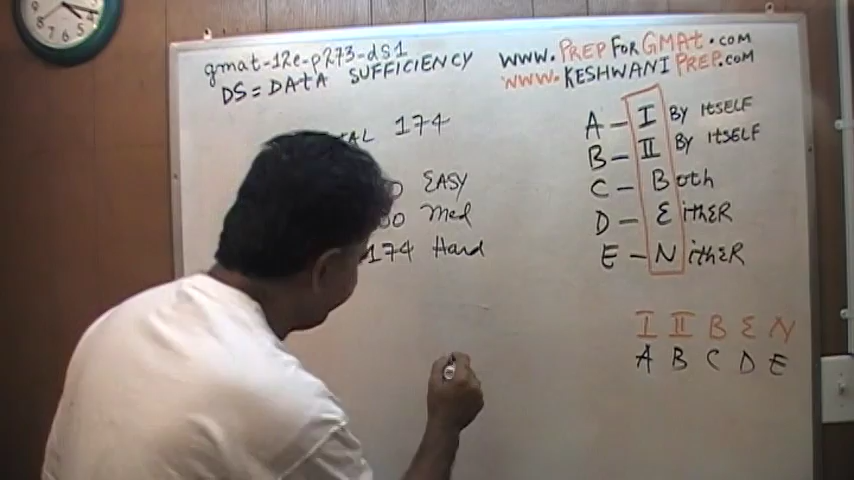 gmat-12e-p273-ds1
DS = DATA SUFFICIENCY
www.PREPFORGMAT.com
www.KESHWANIPREP.com
174
EASY
Med
174 Hard
A - I BY ITSELF
B - II BY ITSELF
C - Both
D - EitHER
E - NitHER
I II B E N
A B C D E